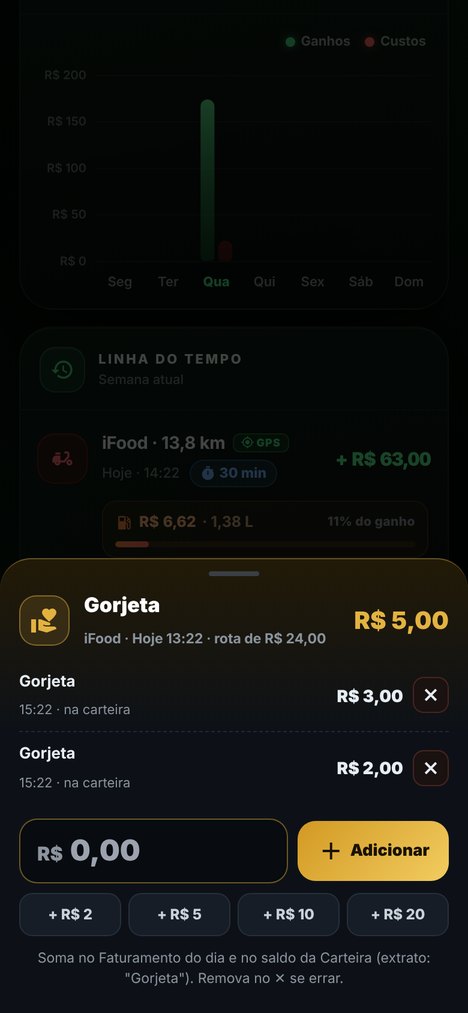 Ganhos Custos
R$ 200
R$ 150
R$ 100
R$ 50
R$ 0
Seg Ter Qua Qui Sex Sáb Dom
LINHA DO TEMPO
Semana atual
iFood · 13,8 km GPS
+ R$ 63,00
Hoje · 14:22 30 min
R$ 6,62 · 1,38 L 11% do ganho
Gorjeta
R$ 5,00
iFood · Hoje 13:22 · rota de R$ 24,00
Gorjeta
R$ 3,00 ✕
15:22 · na carteira
Gorjeta
R$ 2,00 ✕
15:22 · na carteira
R$ 0,00 + Adicionar
+ R$ 2 + R$ 5 + R$ 10 + R$ 20
Soma no Faturamento do dia e no saldo da Carteira (extrato:
"Gorjeta"). Remova no ✕ se errar.